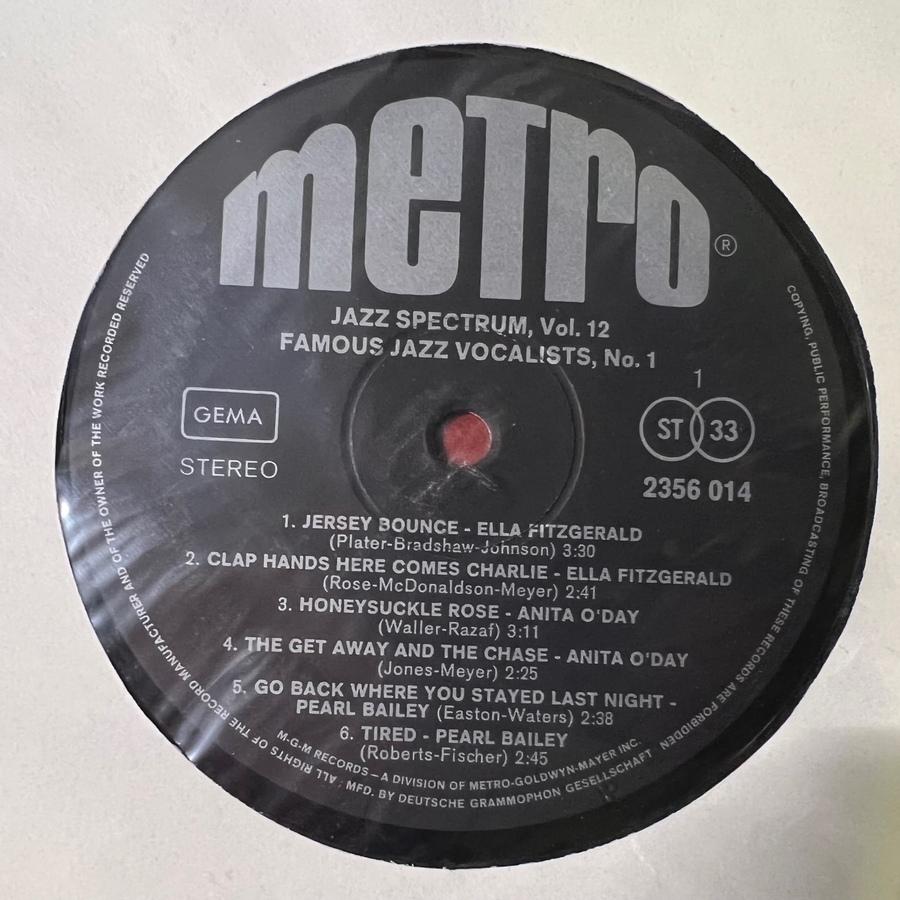 metro ®
JAZZ SPECTRUM, Vol. 12
FAMOUS JAZZ VOCALISTS, No. 1
GEMA
STEREO
1
ST 33
2356 014
1. JERSEY BOUNCE - ELLA FITZGERALD
(Plater-Bradshaw-Johnson) 3:30
2. CLAP HANDS HERE COMES CHARLIE - ELLA FITZGERALD
(Rose-McDonaldson-Meyer) 2:41
3. HONEYSUCKLE ROSE - ANITA O'DAY
(Waller-Razaf) 3:11
4. THE GET AWAY AND THE CHASE - ANITA O'DAY
(Jones-Meyer) 2:25
5. GO BACK WHERE YOU STAYED LAST NIGHT -
PEARL BAILEY (Easton-Waters) 2:38
6. TIRED - PEARL BAILEY
(Roberts-Fischer) 2:45
M-G-M RECORDS – A DIVISION OF METRO-GOLDWYN-MAYER INC.
MFD. BY DEUTSCHE GRAMMOPHON GESELLSCHAFT
ALL RIGHTS OF THE RECORD MANUFACTURER AND OF THE OWNER OF THE WORK RECORDED RESERVED
COPYING, PUBLIC PERFORMANCE, BROADCASTING OF THESE RECORDS ARE FORBIDDEN